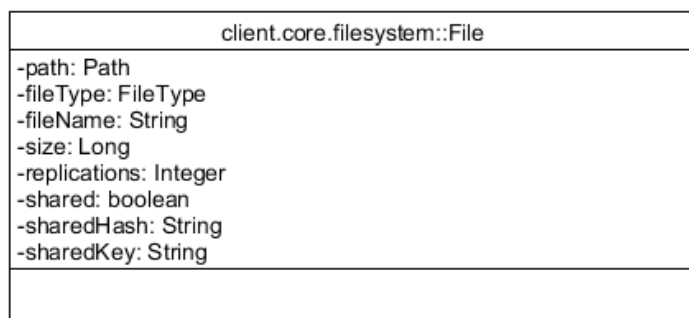 client.core.filesystem::File
-path: Path
-fileType: FileType
-fileName: String
-size: Long
-replications: Integer
-shared: boolean
-sharedHash: String
-sharedKey: String